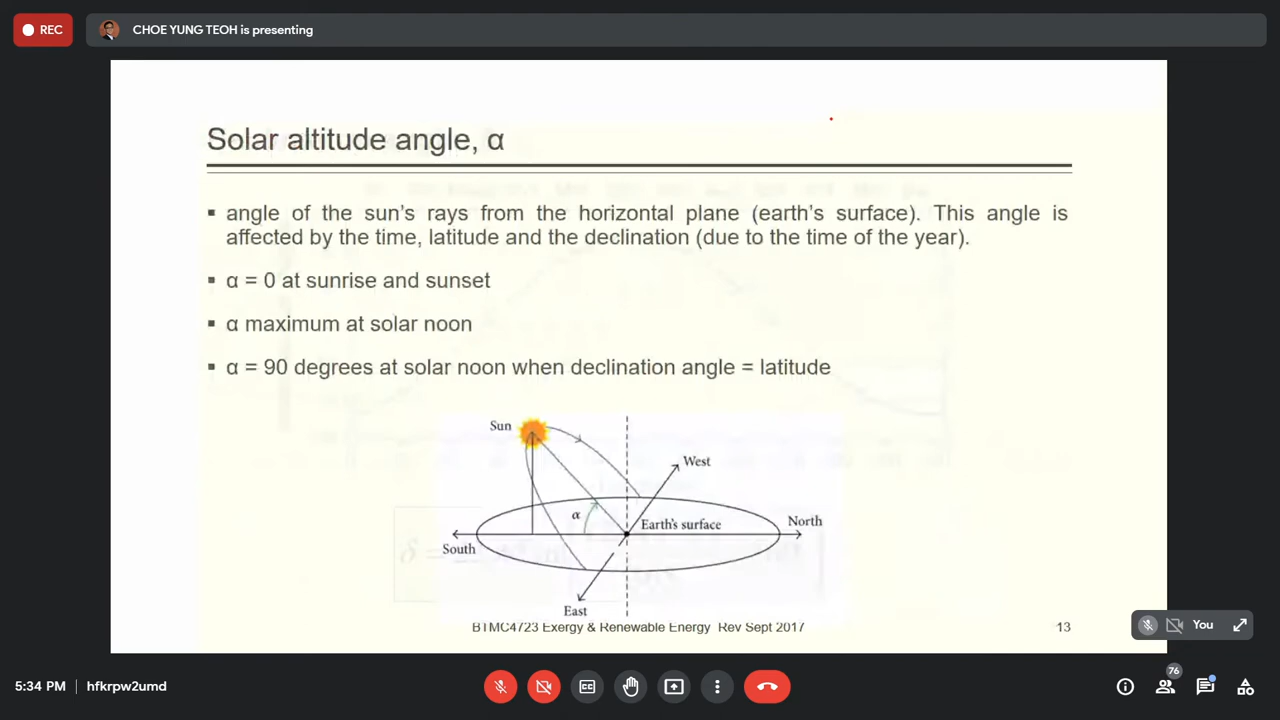 REC
CHOE YUNG TEOH is presenting
Solar altitude angle, α
▪ angle of the sun's rays from the horizontal plane (earth's surface). This angle is
affected by the time, latitude and the declination (due to the time of the year).
▪ α = 0 at sunrise and sunset
▪ α maximum at solar noon
▪ α = 90 degrees at solar noon when declination angle = latitude
Sun
West
α
Earth's surface
North
South
East
δ =
BTMC4723 Exergy & Renewable Energy Rev Sept 2017
13
You
76
5:34 PM
hfkrpw2umd
CC